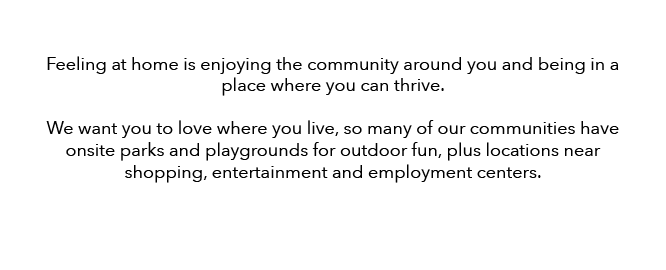 Feeling at home is enjoying the community around you and being in a
place where you can thrive.
We want you to love where you live, so many of our communities have
onsite parks and playgrounds for outdoor fun, plus locations near
shopping, entertainment and employment centers.